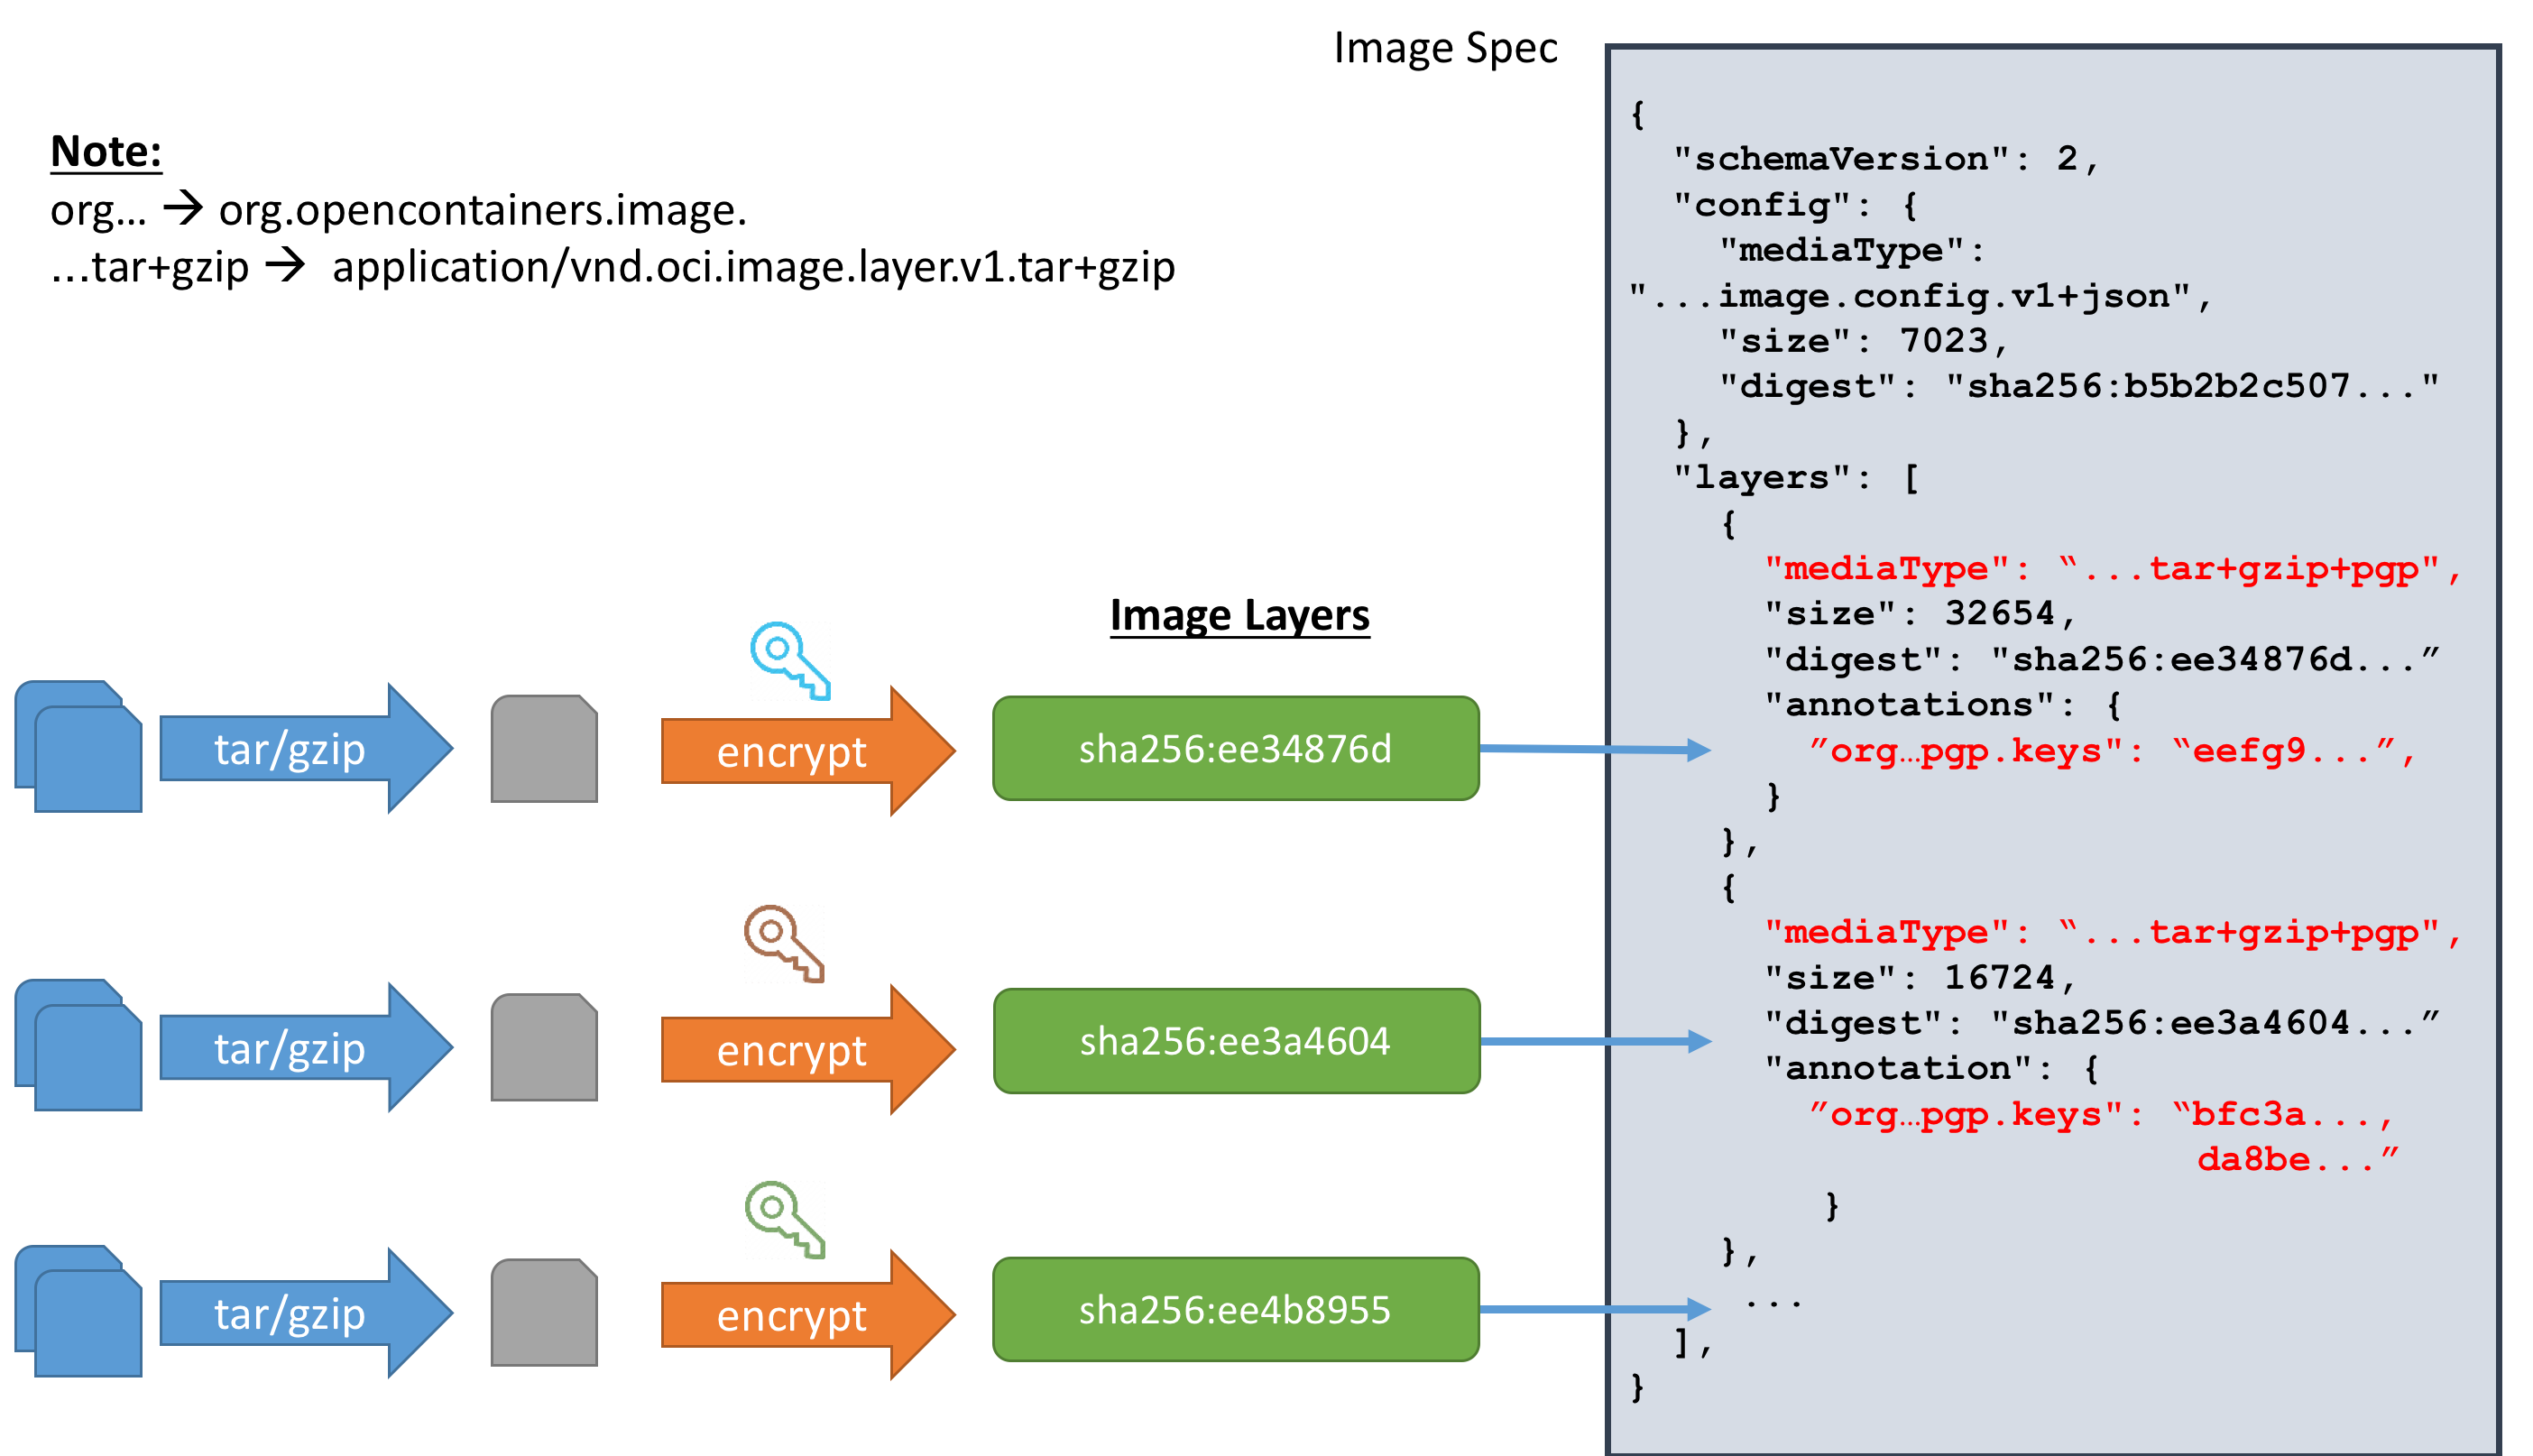 Image Spec
Note:
org... → org.opencontainers.image.
...tar+gzip → application/vnd.oci.image.layer.v1.tar+gzip
Image Layers
tar/gzip
encrypt
sha256:ee34876d
tar/gzip
encrypt
sha256:ee3a4604
tar/gzip
encrypt
sha256:ee4b8955
{
"schemaVersion": 2,
"config": {
"mediaType":
"...image.config.v1+json",
"size": 7023,
"digest": "sha256:b5b2b2c507..."
},
"layers": [
{
"mediaType": “...tar+gzip+pgp",
"size": 32654,
"digest": "sha256:ee34876d...”
"annotations": {
”org…pgp.keys": “eefg9...”,
}
},
{
"mediaType": “...tar+gzip+pgp",
"size": 16724,
"digest": "sha256:ee3a4604...”
"annotation": {
”org…pgp.keys": “bfc3a...,
da8be...”
}
},
...
],
}